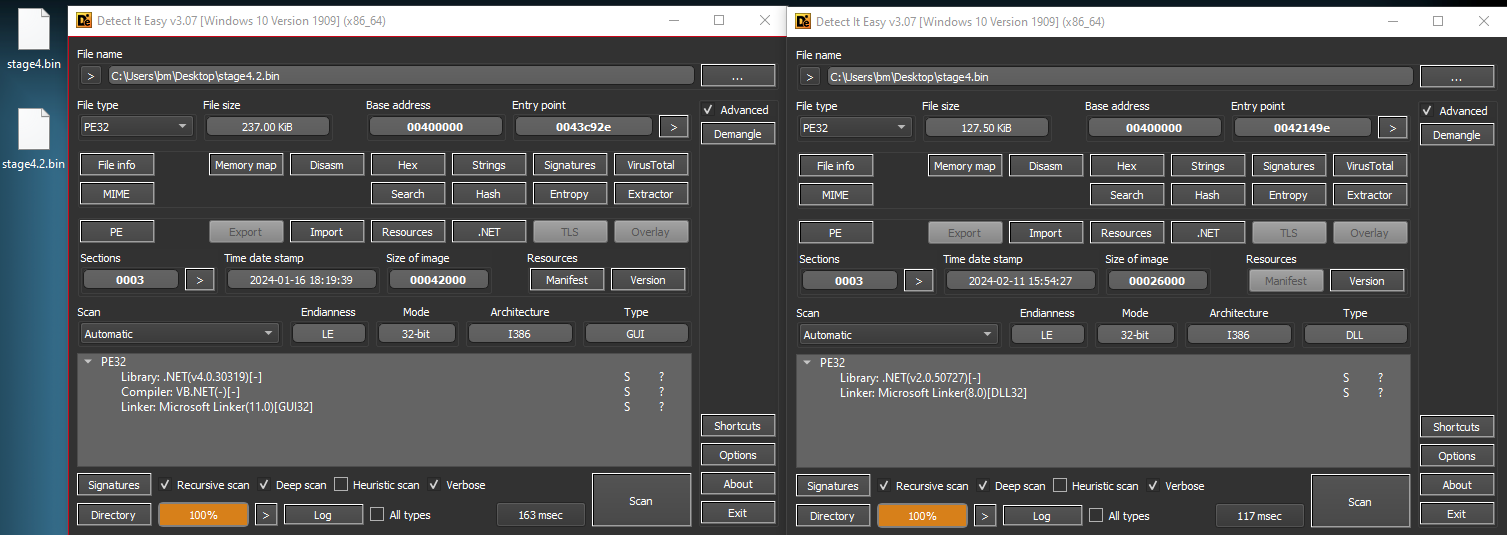 stage4.bin
stage4.2.bin
Detect It Easy v3.07 [Windows 10 Version 1909] (x86_64)
File name
> C:\Users\bm\Desktop\stage4.2.bin ...
File type File size Base address Entry point Advanced
PE32 237.00 KiB 00400000 0043c92e > Demangle
File info Memory map Disasm Hex Strings Signatures VirusTotal
MIME Search Hash Entropy Extractor
PE Export Import Resources .NET TLS Overlay
Sections Time date stamp Size of image Resources
0003 > 2024-01-16 18:19:39 00042000 Manifest Version
Scan Endianness Mode Architecture Type
Automatic LE 32-bit I386 GUI
PE32
Library: .NET(v4.0.30319)[-] S ?
Compiler: VB.NET(-)[-] S ?
Linker: Microsoft Linker(11.0)[GUI32] S ?
Shortcuts
Options
Signatures Recursive scan Deep scan Heuristic scan Verbose Scan About
Directory 100% > Log All types 163 msec Exit
Detect It Easy v3.07 [Windows 10 Version 1909] (x86_64)
File name
> C:\Users\bm\Desktop\stage4.bin ...
File type File size Base address Entry point Advanced
PE32 127.50 KiB 00400000 0042149e > Demangle
File info Memory map Disasm Hex Strings Signatures VirusTotal
MIME Search Hash Entropy Extractor
PE Export Import Resources .NET TLS Overlay
Sections Time date stamp Size of image Resources
0003 > 2024-02-11 15:54:27 00026000 Manifest Version
Scan Endianness Mode Architecture Type
Automatic LE 32-bit I386 DLL
PE32
Library: .NET(v2.0.50727)[-] S ?
Linker: Microsoft Linker(8.0)[DLL32] S ?
Shortcuts
Options
Signatures Recursive scan Deep scan Heuristic scan Verbose Scan About
Directory 100% > Log All types 117 msec Exit